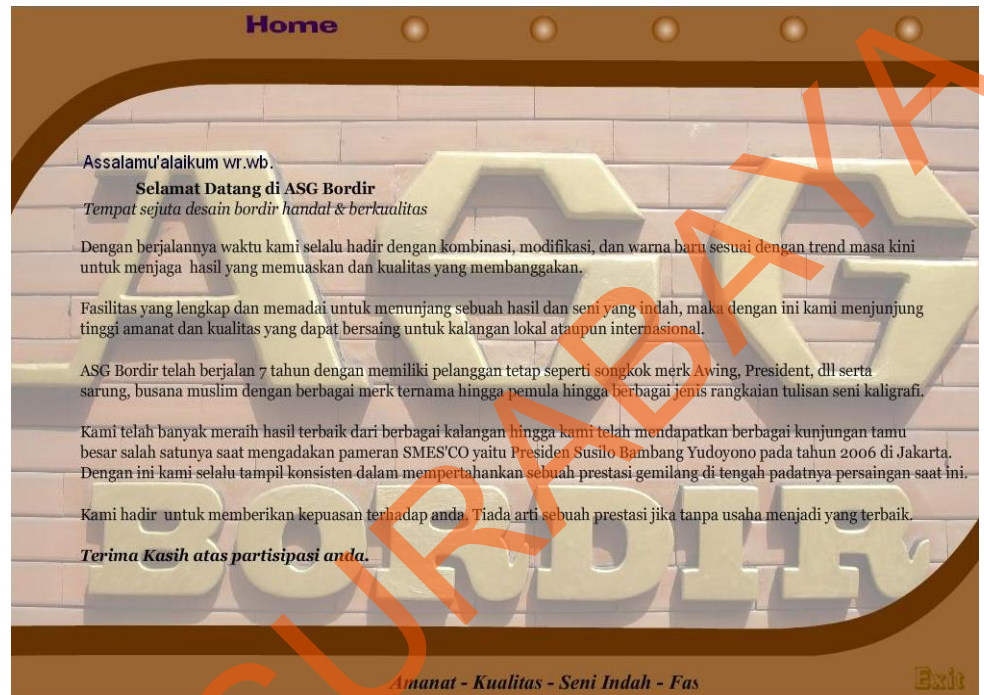 Home
Assalamu'alaikum wr.wb.
Selamat Datang di ASG Bordir
Tempat sejuta desain bordir handal & berkualitas
Dengan berjalannya waktu kami selalu hadir dengan kombinasi, modifikasi, dan warna baru sesuai dengan trend masa kini
untuk menjaga hasil yang memuaskan dan kualitas yang membanggakan.
Fasilitas yang lengkap dan memadai untuk menunjang sebuah hasil dan seni yang indah, maka dengan ini kami menjunjung
tinggi amanat dan kualitas yang dapat bersaing untuk kalangan lokal ataupun internasional.
ASG Bordir telah berjalan 7 tahun dengan memiliki pelanggan tetap seperti songkok merk Awing, President, dll serta
sarung, busana muslim dengan berbagai merk ternama hingga pemula hingga berbagai jenis rangkaian tulisan seni kaligrafi.
Kami telah banyak meraih hasil terbaik dari berbagai kalangan hingga kami telah mendapatkan berbagai kunjungan tamu
besar salah satunya saat mengadakan pameran SMES'CO yaitu Presiden Susilo Bambang Yudoyono pada tahun 2006 di Jakarta.
Dengan ini kami selalu tampil konsisten dalam mempertahankan sebuah prestasi gemilang di tengah padatnya persaingan saat ini.
Kami hadir untuk memberikan kepuasan terhadap anda. Tiada arti sebuah prestasi jika tanpa usaha menjadi yang terbaik.
Terima Kasih atas partisipasi anda.
ASG
BORDIR
SURABAYA
Amanat - Kualitas - Seni Indah - Fas
Exit